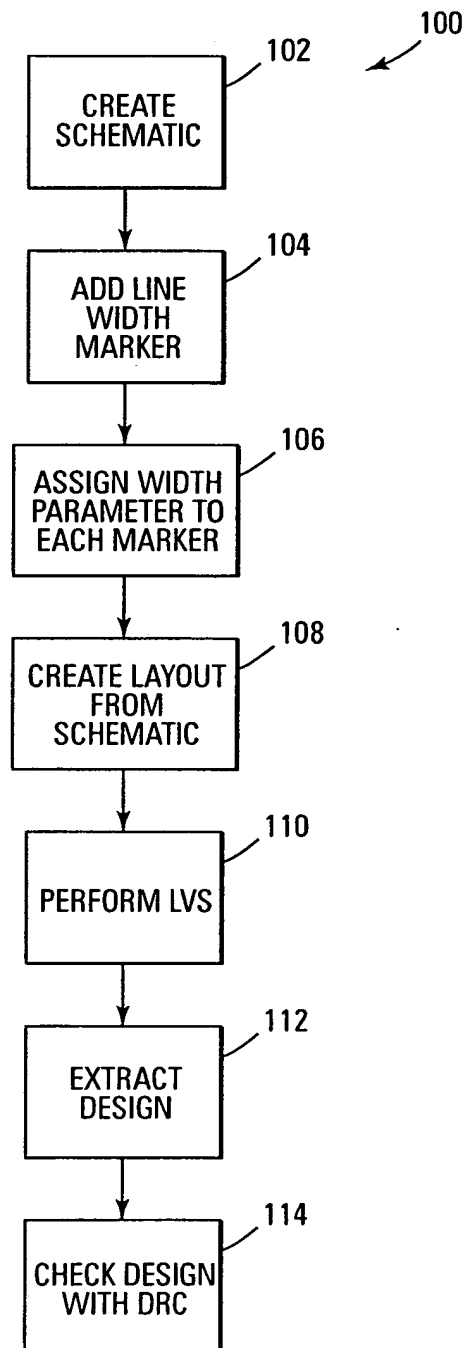 100
102
CREATE
SCHEMATIC
104
ADD LINE
WIDTH
MARKER
106
ASSIGN WIDTH
PARAMETER TO
EACH MARKER
108
CREATE LAYOUT
FROM
SCHEMATIC
110
PERFORM LVS
112
EXTRACT
DESIGN
114
CHECK DESIGN
WITH DRC